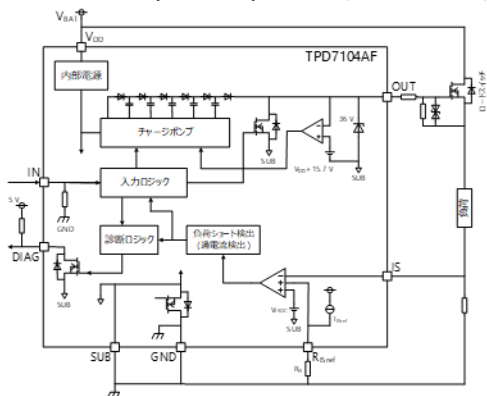 VBAT
VDD
TPD7104AF
内部電源
OUT
ロードスイッチ
チャージポンプ
SUB
36 V
SUB
VDD+ 15.7 V
IN
入力ロジック
GND
5 V
診断ロジック
負荷ショート検出
(過電流検出)
負荷
DIAG
SUB
IS
SUB
IISref
SUB
GND
RISref